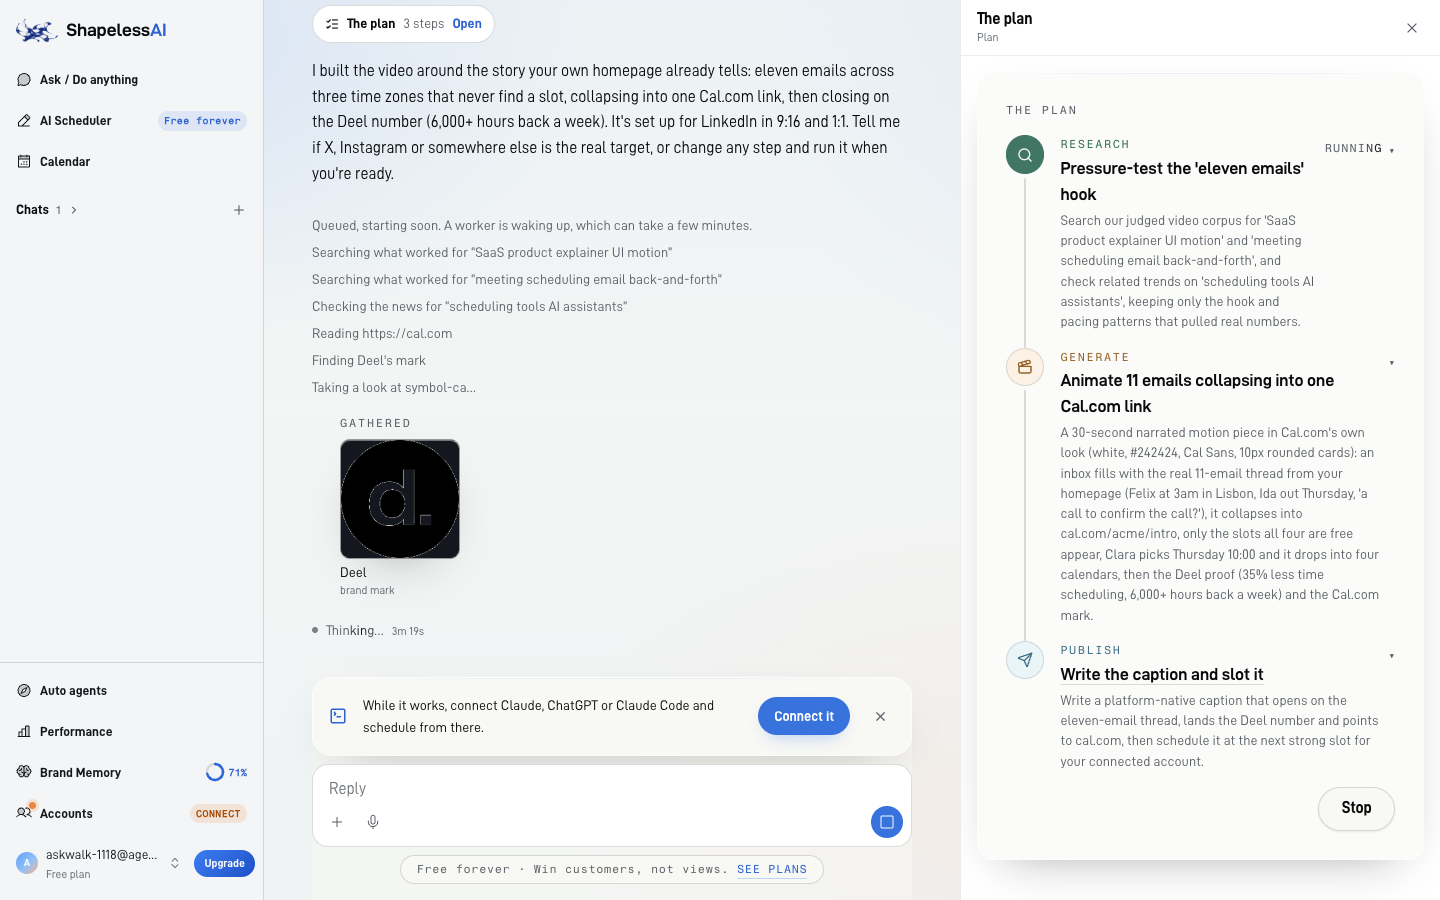 ShapelessAI
Ask / Do anything
AI Scheduler
Free forever
Calendar
Chats 1
Auto agents
Performance
Brand Memory
71%
Accounts
CONNECT
A
askwalk-1118@age...
Free plan
Upgrade
The plan 3 steps Open
I built the video around the story your own homepage already tells: eleven emails across
three time zones that never find a slot, collapsing into one Cal.com link, then closing on
the Deel number (6,000+ hours back a week). It's set up for LinkedIn in 9:16 and 1:1. Tell me
if X, Instagram or somewhere else is the real target, or change any step and run it when
you're ready.
Queued, starting soon. A worker is waking up, which can take a few minutes.
Searching what worked for "SaaS product explainer UI motion"
Searching what worked for "meeting scheduling email back-and-forth"
Checking the news for "scheduling tools AI assistants"
Reading https://cal.com
Finding Deel's mark
Taking a look at symbol-ca...
GATHERED
d.
Deel
brand mark
Thinking... 3m 19s
While it works, connect Claude, ChatGPT or Claude Code and
schedule from there.
Connect it
Reply
Free forever · Win customers, not views. SEE PLANS
The plan
Plan
THE PLAN
RESEARCH
RUNNING
Pressure-test the 'eleven emails'
hook
Search our judged video corpus for 'SaaS
product explainer UI motion' and 'meeting
scheduling email back-and-forth', and
check related trends on 'scheduling tools AI
assistants', keeping only the hook and
pacing patterns that pulled real numbers.
GENERATE
Animate 11 emails collapsing into one
Cal.com link
A 30-second narrated motion piece in Cal.com's own
look (white, #242424, Cal Sans, 10px rounded cards): an
inbox fills with the real 11-email thread from your
homepage (Felix at 3am in Lisbon, Ida out Thursday, 'a
call to confirm the call?'), it collapses into
cal.com/acme/intro, only the slots all four are free
appear, Clara picks Thursday 10:00 and it drops into four
calendars, then the Deel proof (35% less time
scheduling, 6,000+ hours back a week) and the Cal.com
mark.
PUBLISH
Write the caption and slot it
Write a platform-native caption that opens on the
eleven-email thread, lands the Deel number and points
to cal.com, then schedule it at the next strong slot for
your connected account.
Stop